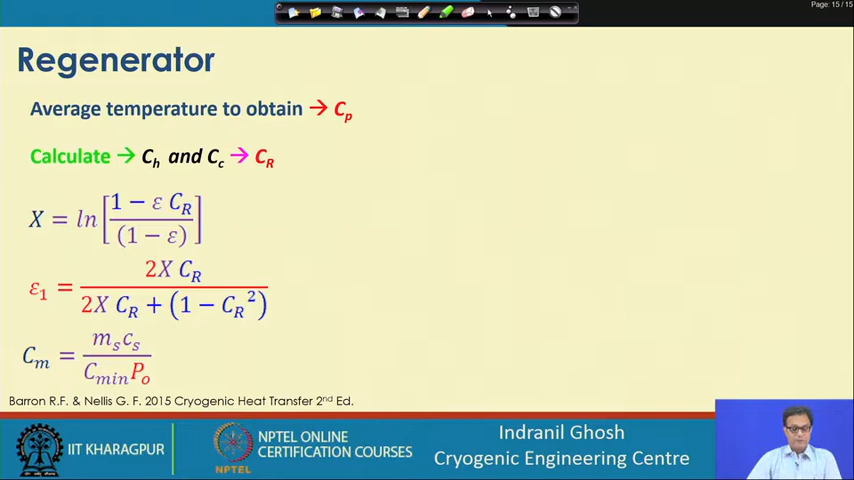 Page: 15 / 15
Regenerator
Average temperature to obtain → Cp
Calculate → Ch and Cc → CR
X = ln[(1 − ε CR)/(1 − ε)]
ε1 = 2X CR/(2X CR + (1 − CR²))
Cm = ms cs/(Cmin Po)
Barron R.F. & Nellis G. F. 2015 Cryogenic Heat Transfer 2nd Ed.
IIT KHARAGPUR
NPTEL
NPTEL ONLINE
CERTIFICATION COURSES
Indranil Ghosh
Cryogenic Engineering Centre